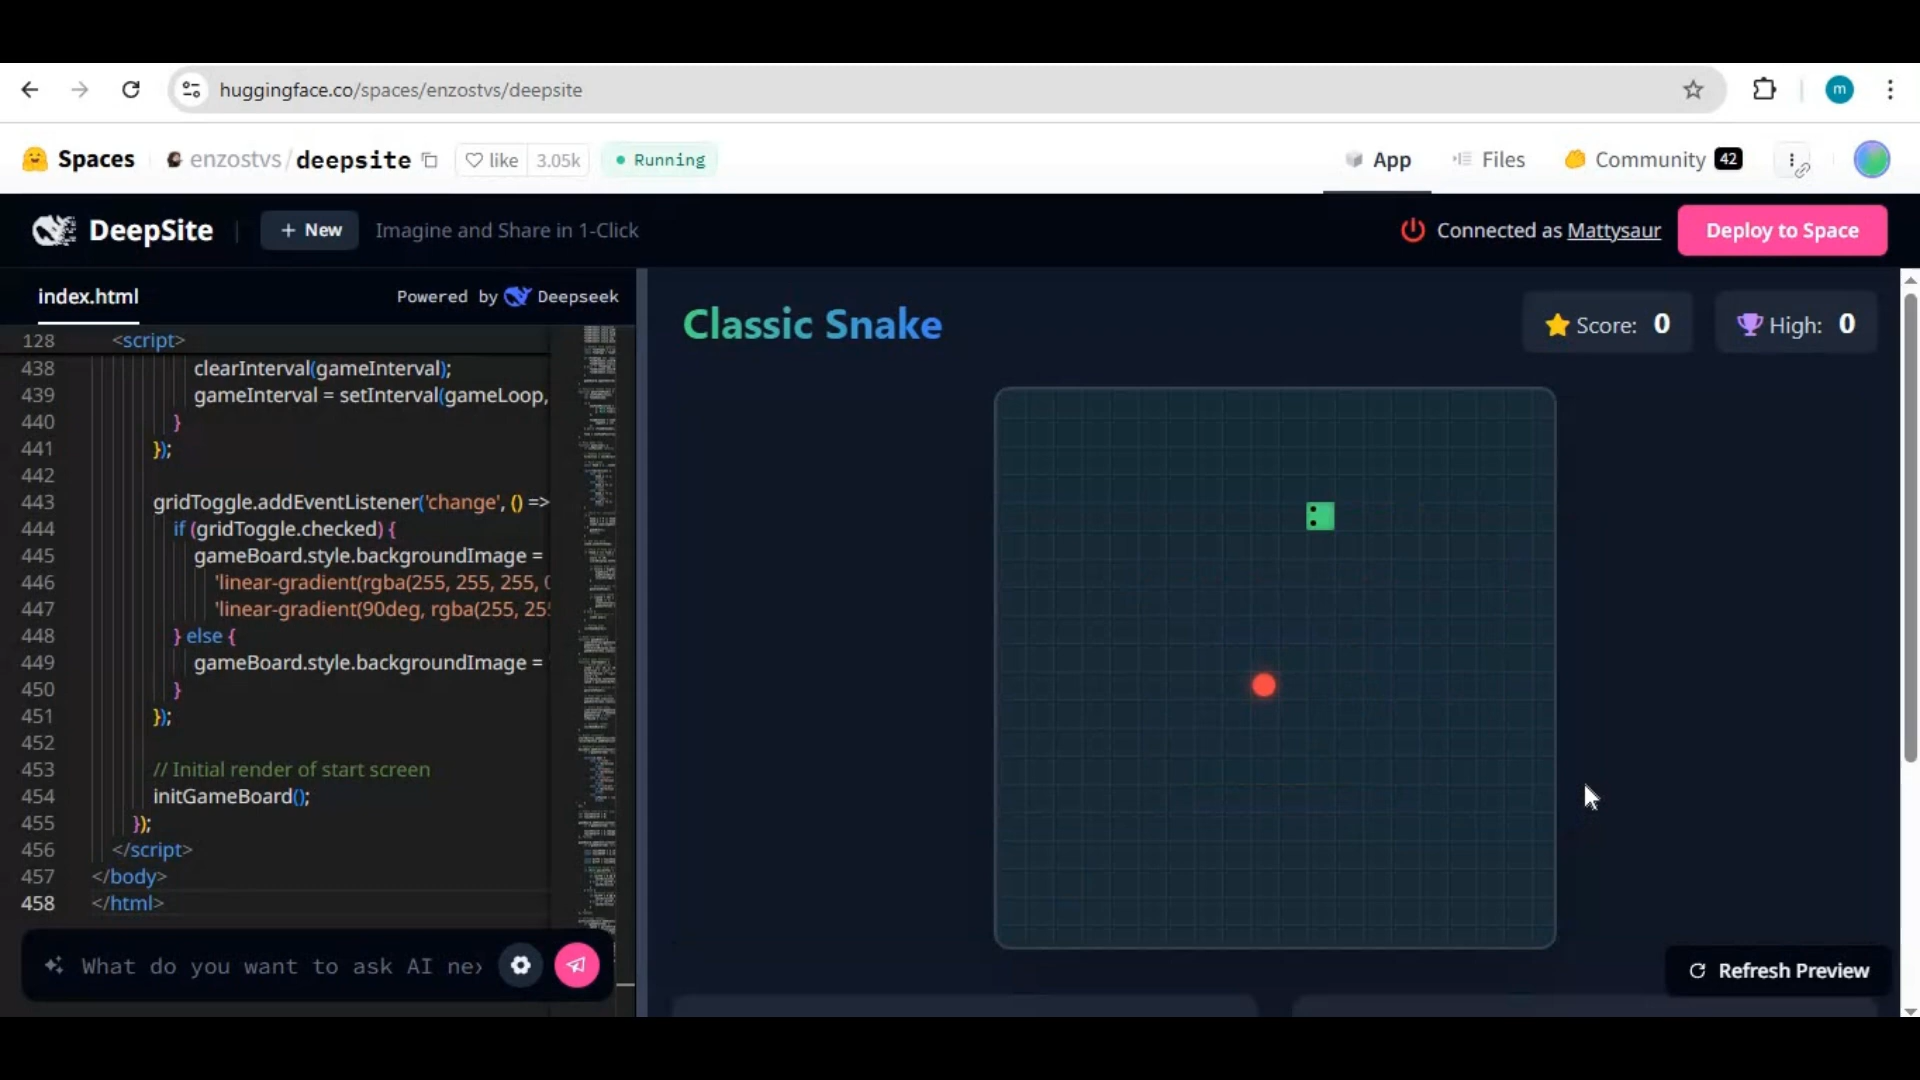 huggingface.co/spaces/enzostvs/deepsite
m
Spaces enzostvs/deepsite like 3.05k Running App Files Community 42
DeepSite + New Imagine and Share in 1-Click Connected as Mattysaur Deploy to Space
index.html Powered by Deepseek
Classic Snake Score: 0 High: 0
128 <script>
438 clearInterval(gameInterval);
439 gameInterval = setInterval(gameLoop,
440 }
441 });
442
443 gridToggle.addEventListener('change', () =>
444 if (gridToggle.checked) {
445 gameBoard.style.backgroundImage =
446 'linear-gradient(rgba(255, 255, 255, 0
447 'linear-gradient(90deg, rgba(255, 255
448 } else {
449 gameBoard.style.backgroundImage =
450 }
451 });
452
453 // Initial render of start screen
454 initGameBoard();
455 });
456 </script>
457 </body>
458 </html>
What do you want to ask AI ne
Refresh Preview